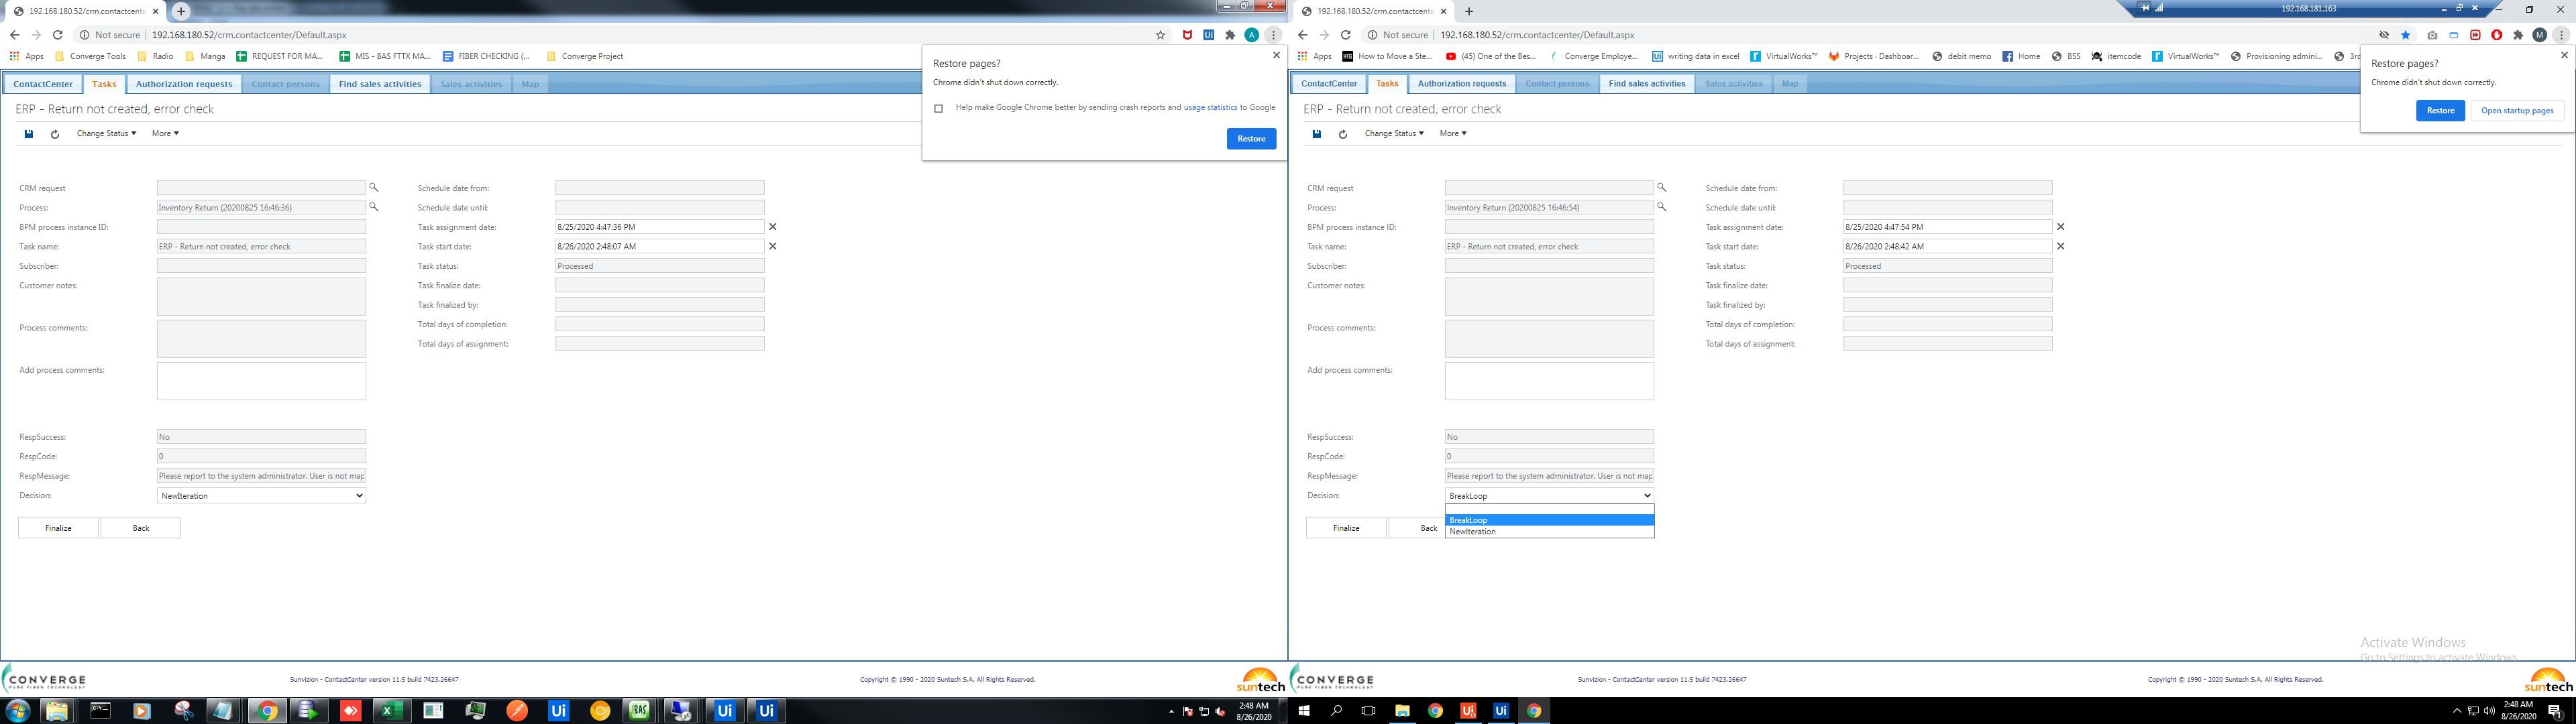 192.168.180.52/crm.contactcente
Not secure | 192.168.180.52/crm.contactcenter/Default.aspx
Apps Converge Tools Radio Manga REQUEST FOR MA... MIS - BAS FTTX MA... FIBER CHECKING (... Converge Project
ContactCenter Tasks Authorization requests Contact persons Find sales activities Sales activities Map
Restore pages?
Chrome didn't shut down correctly.
Help make Google Chrome better by sending crash reports and usage statistics to Google
Restore
ERP - Return not created, error check
Change Status More
CRM request
Process: Inventory Return (20200825 16:46:36)
BPM process instance ID:
Task name: ERP - Return not created, error check
Subscriber:
Customer notes:
Process comments:
Add process comments:
Schedule date from:
Schedule date until:
Task assignment date: 8/25/2020 4:47:36 PM
Task start date: 8/26/2020 2:48:07 AM
Task status: Processed
Task finalize date:
Task finalized by:
Total days of completion:
Total days of assignment:
RespSuccess: No
RespCode: 0
RespMessage: Please report to the system administrator. User is not map
Decision: NewIteration
Finalize Back
CONVERGE
PURE FIBER TECHNOLOGY
Sunvizion - ContactCenter version 11.5 build 7423.26647
Copyright © 1990 - 2020 Suntech S.A. All Rights Reserved.
suntech
2:48 AM
8/26/2020
192.168.180.52/crm.contactcente
192.168.181.163
Not secure | 192.168.180.52/crm.contactcenter/Default.aspx
Apps How to Move a Ste... (45) One of the Bes... Converge Employe... writing data in excel VirtualWorks™ Projects - Dashboar... debit memo Home BSS itemcode VirtualWorks™ Provisioning admini... 3rd
ContactCenter Tasks Authorization requests Contact persons Find sales activities Sales activities Map
Restore pages?
Chrome didn't shut down correctly.
Restore Open startup pages
ERP - Return not created, error check
Change Status More
CRM request
Process: Inventory Return (20200825 16:46:54)
BPM process instance ID:
Task name: ERP - Return not created, error check
Subscriber:
Customer notes:
Process comments:
Add process comments:
Schedule date from:
Schedule date until:
Task assignment date: 8/25/2020 4:47:54 PM
Task start date: 8/26/2020 2:48:42 AM
Task status: Processed
Task finalize date:
Task finalized by:
Total days of completion:
Total days of assignment:
RespSuccess: No
RespCode: 0
RespMessage: Please report to the system administrator. User is not map
Decision: BreakLoop
BreakLoop
NewIteration
Finalize Back
Activate Windows
Go to Settings to activate Windows.
CONVERGE
PURE FIBER TECHNOLOGY
Sunvizion - ContactCenter version 11.5 build 7423.26647
Copyright © 1990 - 2020 Suntech S.A. All Rights Reserved.
suntech
2:48 AM
8/26/2020